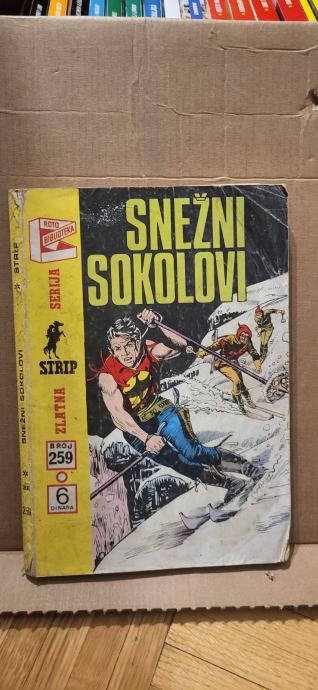 ROTO
BIBLIOTEKA
SNEŽNI
SOKOLOVI
ZLATNA SERIJA
STRIP
BROJ
259
6
DINARA
STRIP
*
SNEŽNI SOKOLOVI
*